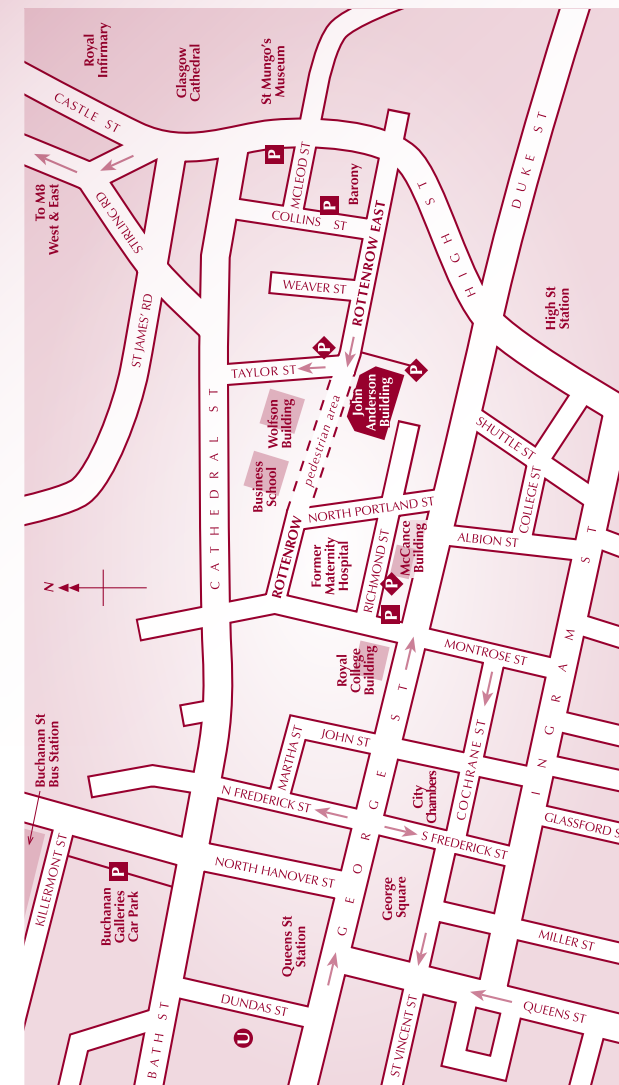 Royal
Infirmary
Glasgow
Cathedral
St Mungo's
Museum
CASTLE ST
To M8
West & East
STIRLING RD
ST JAMES' RD
P
MCLEOD ST
P
Barony
COLLINS ST
ROTTENROW EAST
WEAVER ST
HIGH ST
DUKE ST
High St
Station
TAYLOR ST
P
P
John
Anderson
Building
Wolfson
Building
pedestrian area
Business
School
CATHEDRAL ST
ROTTENROW
NORTH PORTLAND ST
Former
Maternity
Hospital
RICHMOND ST
McCance
Building
P
P
SHUTTLE ST
COLLEGE ST
ALBION ST
INGRAM ST
N
Royal
College
Building
MONTROSE ST
Buchanan St
Bus Station
MARTHA ST
JOHN ST
GEORGE ST
City
Chambers
COCHRANE ST
N FREDERICK ST
S FREDERICK ST
GLASSFORD S
KILLERMONT ST
P
Buchanan
Galleries
Car Park
NORTH HANOVER ST
George
Square
Queens St
Station
MILLER ST
DUNDAS ST
U
BATH ST
ST VINCENT ST
QUEENS ST